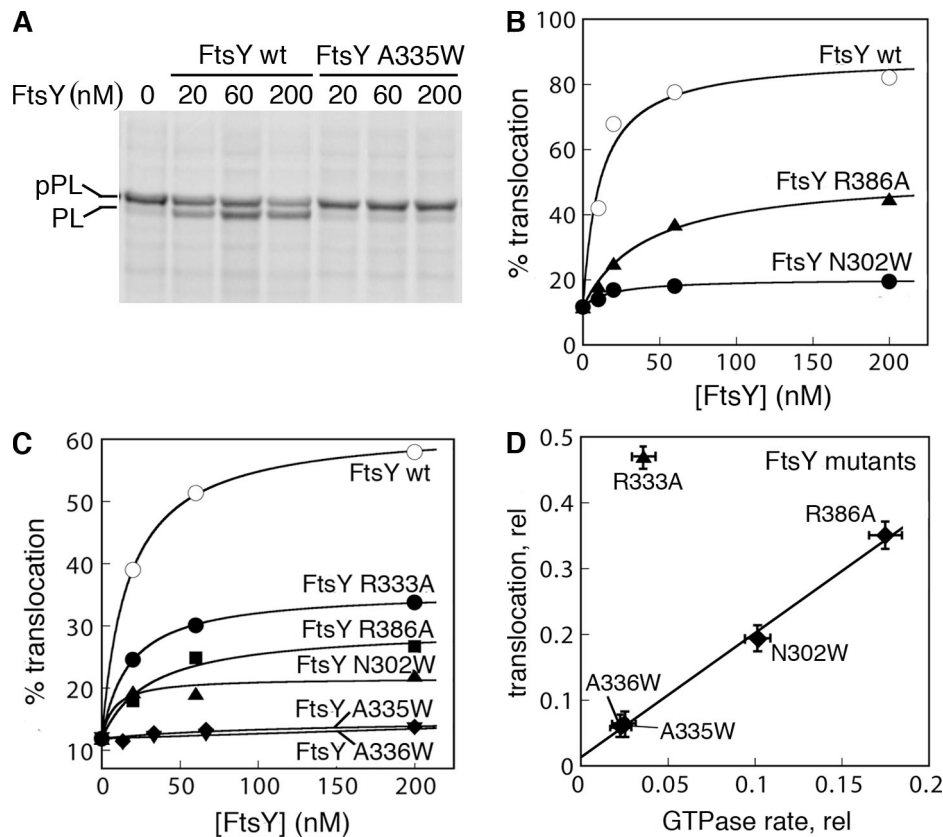 A
FtsY wt FtsY A335W
FtsY (nM) 0 20 60 200 20 60 200
pPL
PL
B
100
80
60
40
20
0
% translocation
FtsY wt
FtsY R386A
FtsY N302W
0 50 100 150 200
[FtsY] (nM)
C
60
50
40
30
20
10
% translocation
FtsY wt
FtsY R333A
FtsY R386A
FtsY N302W
FtsY A335W
FtsY A336W
0 50 100 150 200
[FtsY] (nM)
D
0.5
0.4
0.3
0.2
0.1
0
translocation, rel
FtsY mutants
R333A
R386A
N302W
A336W
A335W
0 0.05 0.1 0.15 0.2
GTPase rate, rel